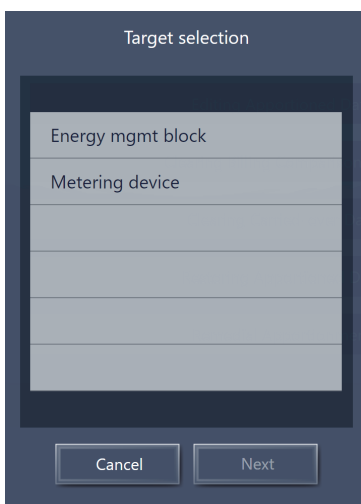 Target selection
Energy mgmt block
Metering device
Cancel
Next